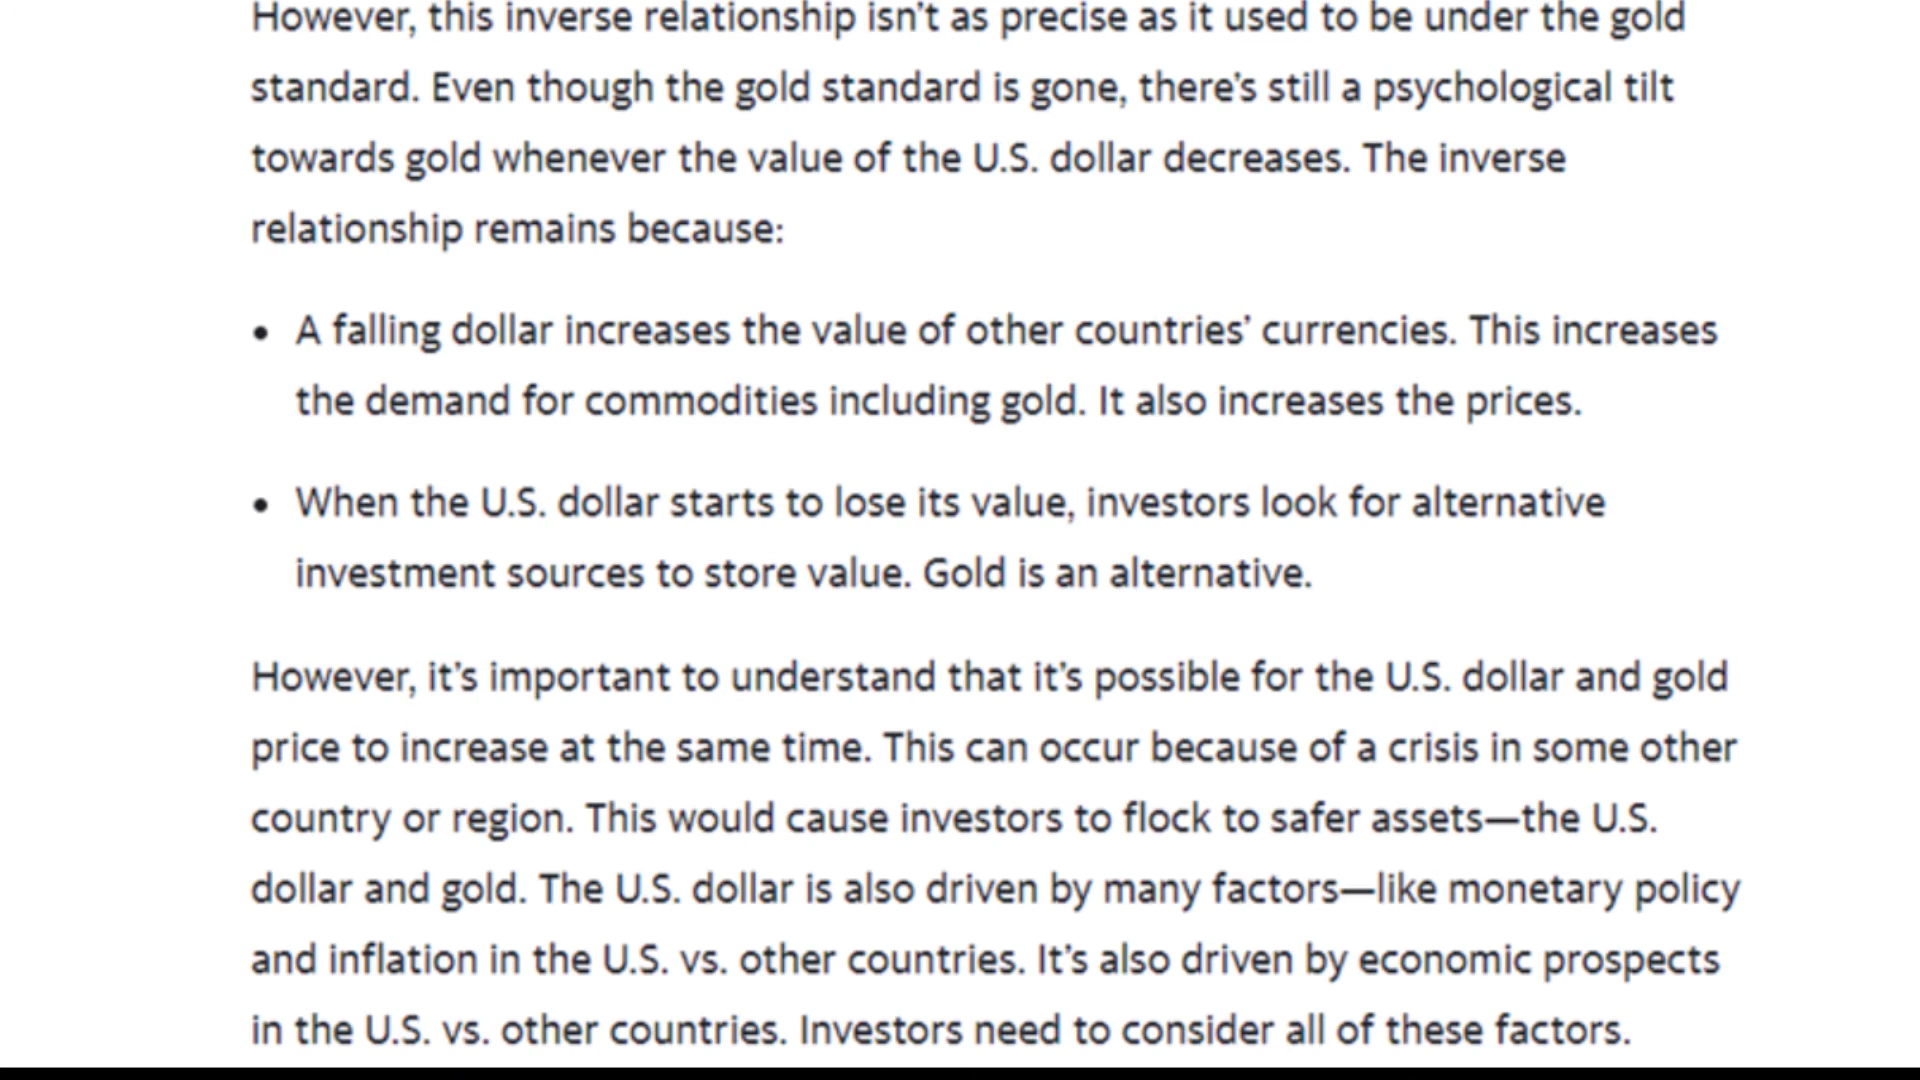 However, this inverse relationship isn't as precise as it used to be under the gold
standard. Even though the gold standard is gone, there's still a psychological tilt
towards gold whenever the value of the U.S. dollar decreases. The inverse
relationship remains because:
• A falling dollar increases the value of other countries' currencies. This increases
the demand for commodities including gold. It also increases the prices.
• When the U.S. dollar starts to lose its value, investors look for alternative
investment sources to store value. Gold is an alternative.
However, it's important to understand that it's possible for the U.S. dollar and gold
price to increase at the same time. This can occur because of a crisis in some other
country or region. This would cause investors to flock to safer assets—the U.S.
dollar and gold. The U.S. dollar is also driven by many factors—like monetary policy
and inflation in the U.S. vs. other countries. It's also driven by economic prospects
in the U.S. vs. other countries. Investors need to consider all of these factors.